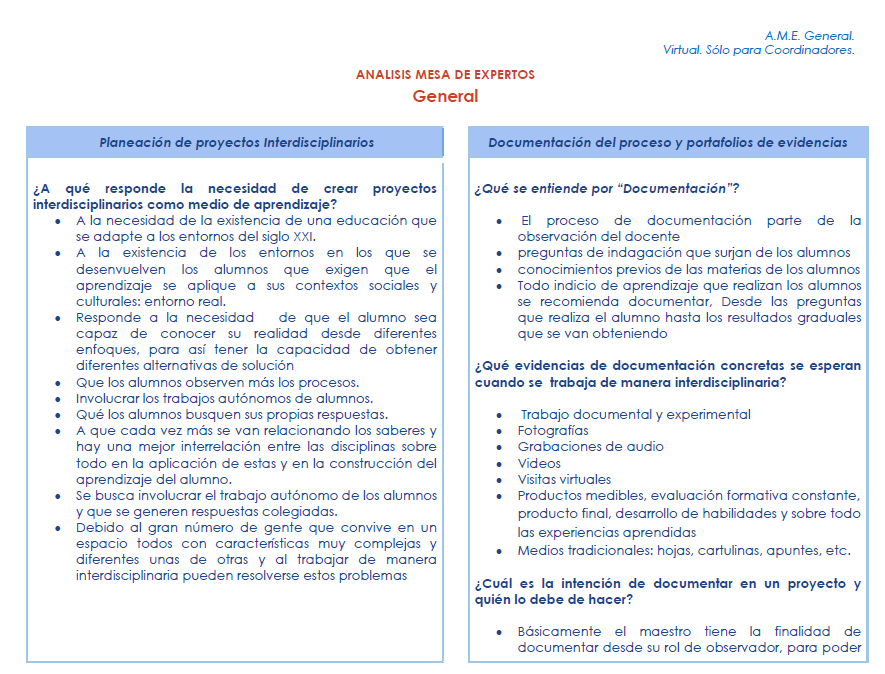 A.M.E. General.
Virtual. Sólo para Coordinadores.
ANALISIS MESA DE EXPERTOS
General
Planeación de proyectos Interdisciplinarios
¿A qué responde la necesidad de crear proyectos
interdisciplinarios como medio de aprendizaje?
• A la necesidad de la existencia de una educación que
se adapte a los entornos del siglo XXI.
• A la existencia de los entornos en los que se
desenvuelven los alumnos que exigen que el
aprendizaje se aplique a sus contextos sociales y
culturales: entorno real.
• Responde a la necesidad de que el alumno sea
capaz de conocer su realidad desde diferentes
enfoques, para así tener la capacidad de obtener
diferentes alternativas de solución
• Que los alumnos observen más los procesos.
• Involucrar los trabajos autónomos de alumnos.
• Qué los alumnos busquen sus propias respuestas.
• A que cada vez más se van relacionando los saberes y
hay una mejor interrelación entre las disciplinas sobre
todo en la aplicación de estas y en la construcción del
aprendizaje del alumno.
• Se busca involucrar el trabajo autónomo de los alumnos
y que se generen respuestas colegiadas.
• Debido al gran número de gente que convive en un
espacio todos con características muy complejas y
diferentes unas de otras y al trabajar de manera
interdisciplinaria pueden resolverse estos problemas
Documentación del proceso y portafolios de evidencias
¿Qué se entiende por “Documentación”?
• El proceso de documentación parte de la
observación del docente
• preguntas de indagación que surjan de los alumnos
• conocimientos previos de las materias de los alumnos
• Todo indicio de aprendizaje que realizan los alumnos
se recomienda documentar, Desde las preguntas
que realiza el alumno hasta los resultados graduales
que se van obteniendo
¿Qué evidencias de documentación concretas se esperan
cuando se trabaja de manera interdisciplinaria?
• Trabajo documental y experimental
• Fotografías
• Grabaciones de audio
• Videos
• Visitas virtuales
• Productos medibles, evaluación formativa constante,
producto final, desarrollo de habilidades y sobre todo
las experiencias aprendidas
• Medios tradicionales: hojas, cartulinas, apuntes, etc.
¿Cuál es la intención de documentar en un proyecto y
quién lo debe de hacer?
• Básicamente el maestro tiene la finalidad de
documentar desde su rol de observador, para poder